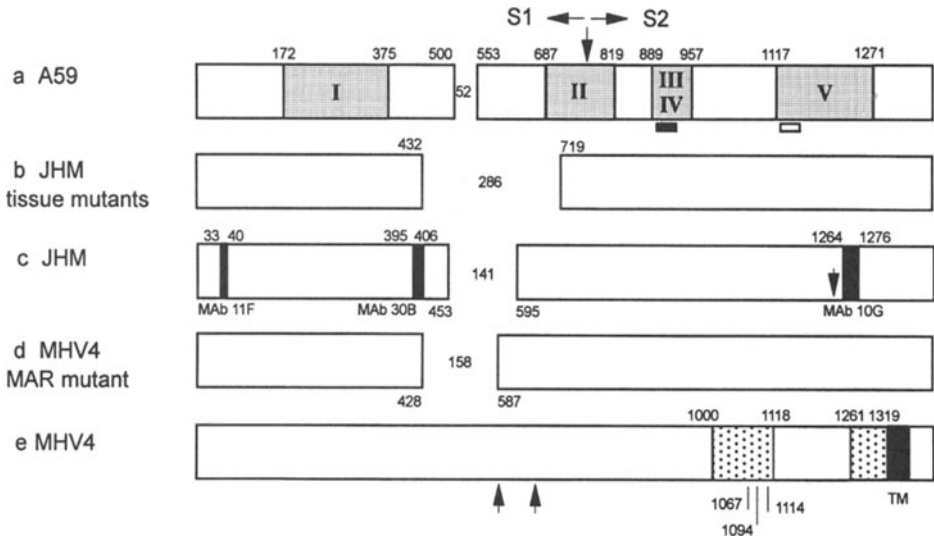 S1 S2
172 375 500 553 687 819 889 957 1117 1271
a A59
I 52 II III V
IV
432 719
b JHM 286
tissue mutants
33 40 395 406 1264 1276
c JHM 141
MAb 11F MAb 30B 453 595 MAb 10G
d MHV4 158
MAR mutant
428 587
1000 1118 1261 1319
e MHV4
1067 1114 TM
1094